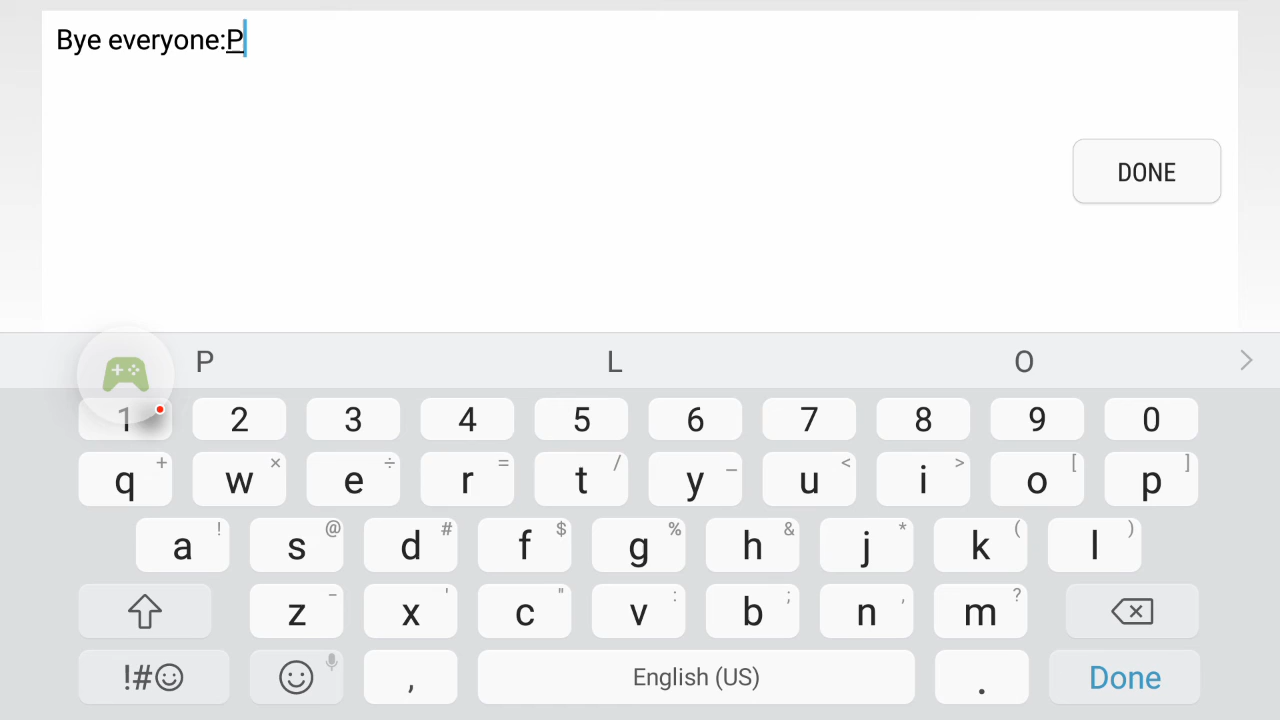 Bye everyone:P
DONE
P L O
1 2 3 4 5 6 7 8 9 0
q + w × e ÷ r = t / y _ u < i > o [ p ]
a ! s @ d # f $ g % h & j * k ( l )
z - x ' c " v : b ; n , m ?
!#☺ , English (US) . Done